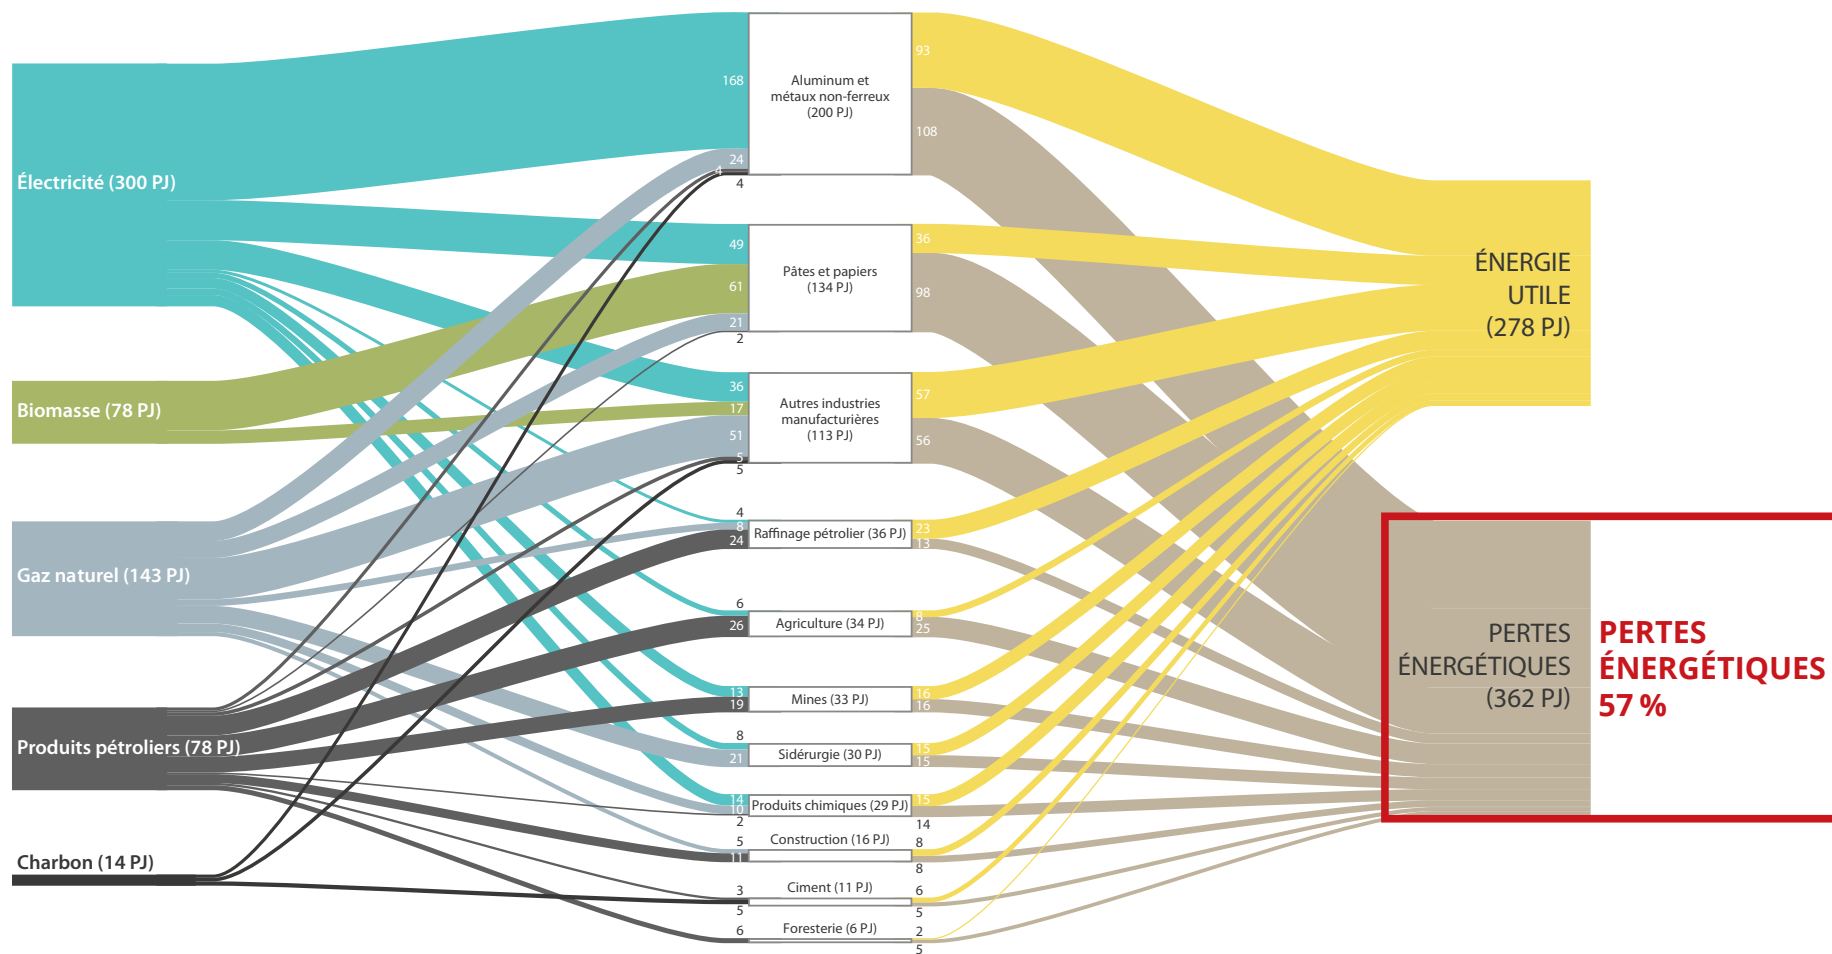 Électricité (300 PJ)
Biomasse (78 PJ)
Gaz naturel (143 PJ)
Produits pétroliers (78 PJ)
Charbon (14 PJ)
168
24
4
4
Aluminum et
métaux non-ferreux
(200 PJ)
93
108
49
61
21
2
Pâtes et papiers
(134 PJ)
36
98
36
17
51
5
5
Autres industries
manufacturières
(113 PJ)
57
56
4
8
24
Raffinage pétrolier (36 PJ)
23
13
6
26
Agriculture (34 PJ)
8
25
13
19
Mines (33 PJ)
16
16
8
21
Sidérurgie (30 PJ)
15
15
14
10
2
Produits chimiques (29 PJ)
15
14
5
11
Construction (16 PJ)
8
8
3
5
Ciment (11 PJ)
6
5
6
Foresterie (6 PJ)
2
5
ÉNERGIE
UTILE
(278 PJ)
PERTES
ÉNERGÉTIQUES
(362 PJ)
PERTES
ÉNERGÉTIQUES
57 %